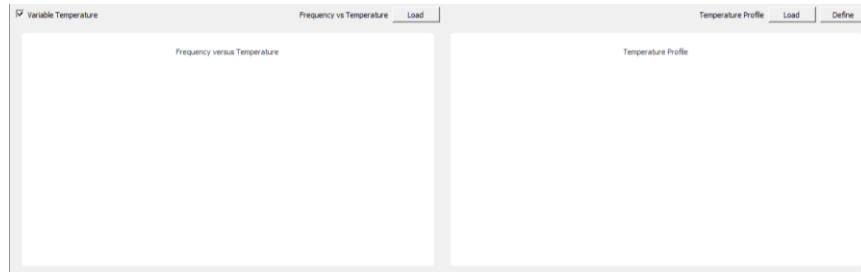 Variable Temperature Frequency vs Temperature Load Temperature Profile Load Define
Frequency versus Temperature Temperature Profile